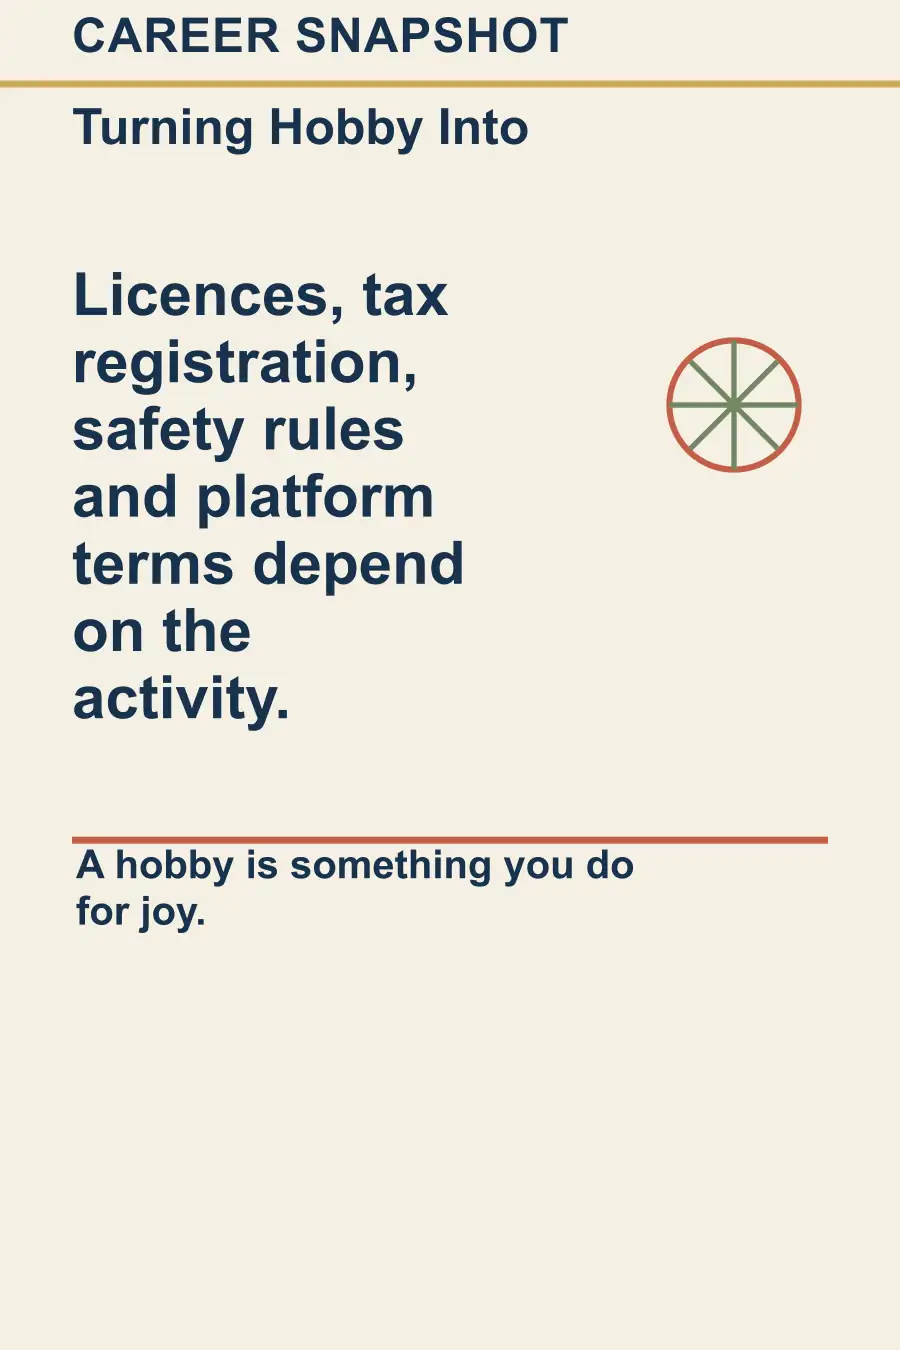 CAREER SNAPSHOT
Turning Hobby Into
Licences, tax
registration,
safety rules
and platform
terms depend
on the
activity.
A hobby is something you do
for joy.